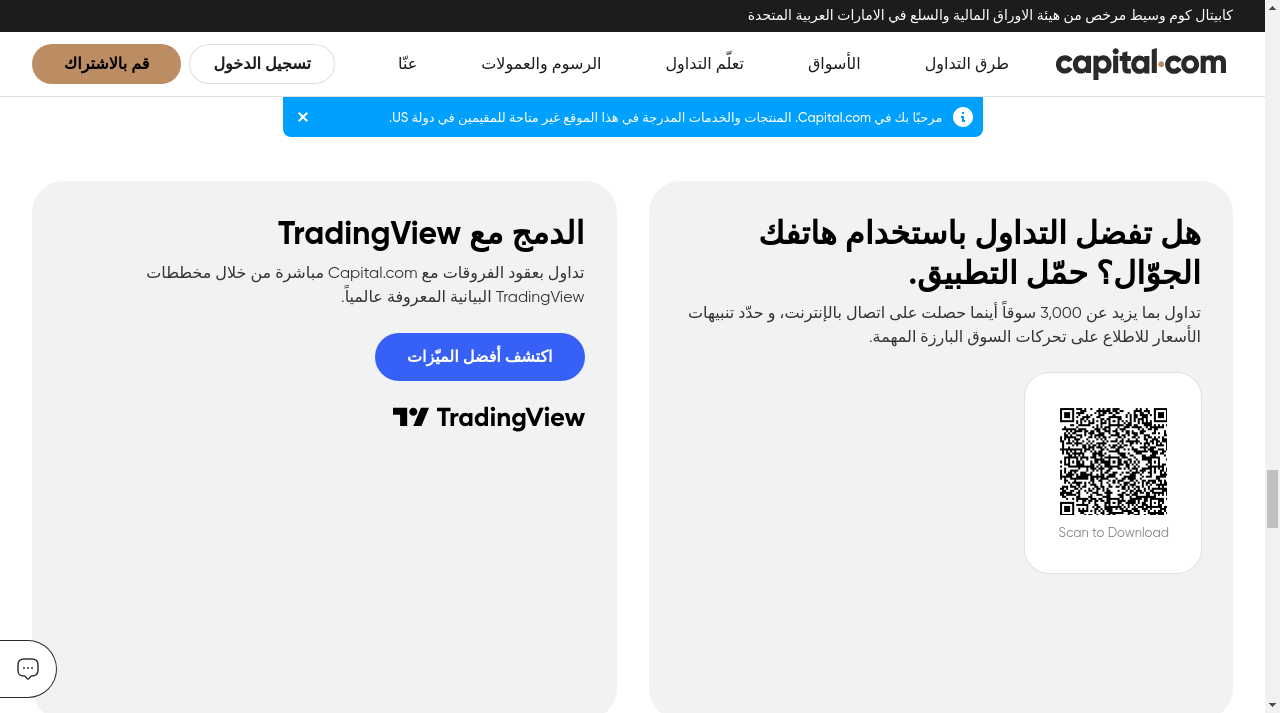 كابيتال كوم وسيط مرخص من هيئة الاوراق المالية والسلع في الامارات العربية المتحدة
capital.com
طرق التداول
الأسواق
تعلّم التداول
الرسوم والعمولات
عنّا
تسجيل الدخول
قم بالاشتراك
مرحبًا بك في Capital.com. المنتجات والخدمات المدرجة في هذا الموقع غير متاحة للمقيمين في دولة US.
هل تفضل التداول باستخدام هاتفك
الجوّال؟ حمّل التطبيق.
تداول بما يزيد عن 3,000 سوقاً أينما حصلت على اتصال بالإنترنت، و حدّد تنبيهات
الأسعار للاطلاع على تحركات السوق البارزة المهمة.
Scan to Download
الدمج مع TradingView
تداول بعقود الفروقات مع Capital.com مباشرة من خلال مخططات
TradingView البيانية المعروفة عالمياً.
اكتشف أفضل الميّزات
TradingView